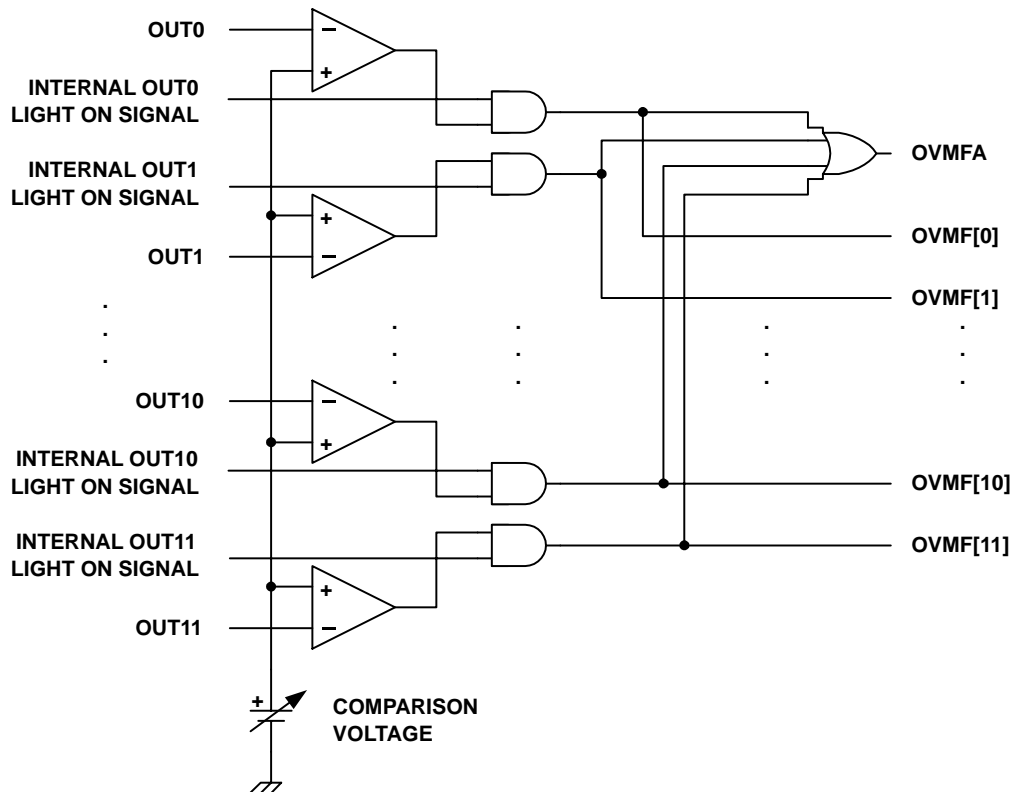 OUT0
INTERNAL OUT0
LIGHT ON SIGNAL
INTERNAL OUT1
LIGHT ON SIGNAL
OUT1
OUT10
INTERNAL OUT10
LIGHT ON SIGNAL
INTERNAL OUT11
LIGHT ON SIGNAL
OUT11
COMPARISON
VOLTAGE
OVMFA
OVMF[0]
OVMF[1]
OVMF[10]
OVMF[11]